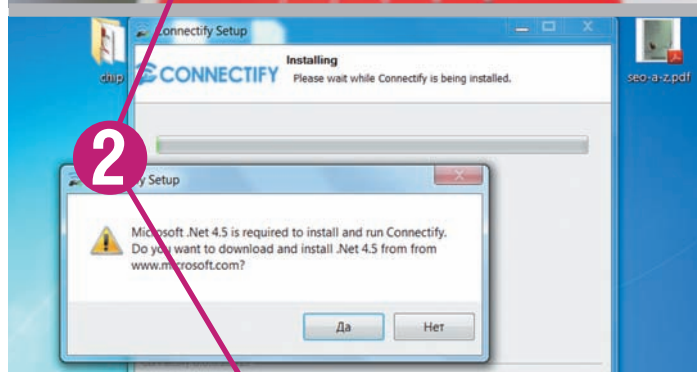 Connectify Setup
chip
CONNECTIFY
Installing
Please wait while Connectify is being installed.
seo-a-z.pdf
2
y Setup
Microsoft .Net 4.5 is required to install and run Connectify.
Do you want to download and install .Net 4.5 from from
www.microsoft.com?
Да
Нет